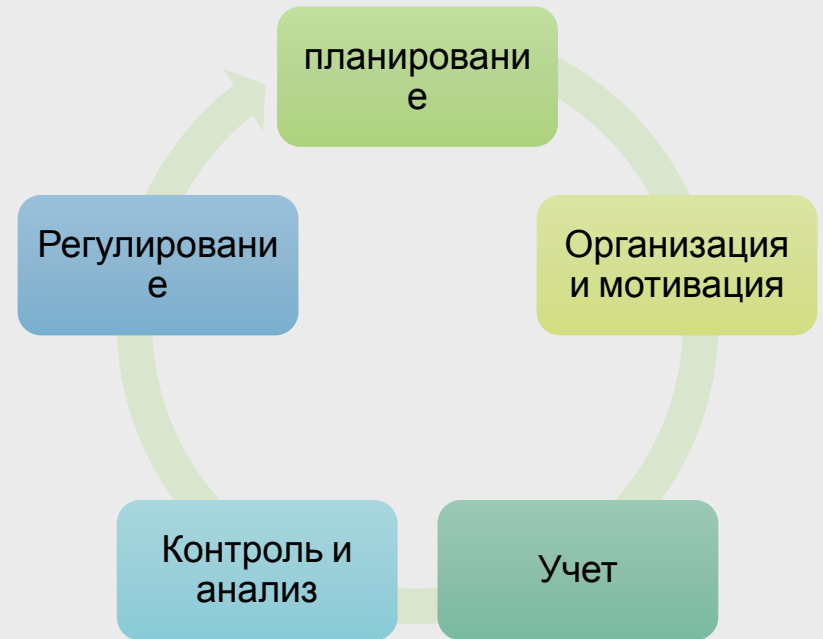 планировани
е
Организация
и мотивация
Учет
Контроль и
анализ
Регулировани
е